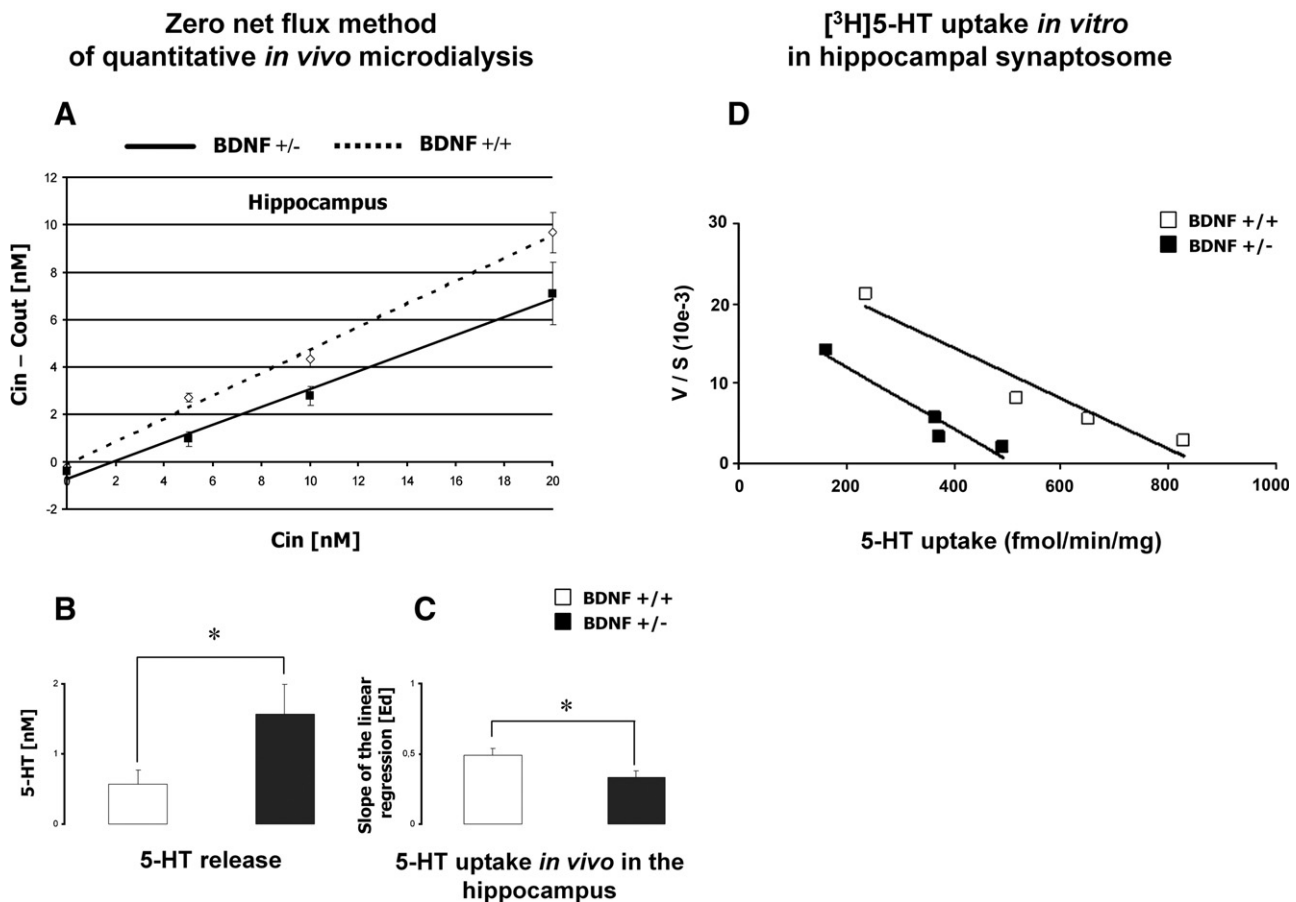 Zero net flux method
of quantitative in vivo microdialysis
[³H]5-HT uptake in vitro
in hippocampal synaptosome
A
BDNF +/-
BDNF +/+
Hippocampus
12
10
8
6
4
2
0
-2
0
2
4
6
8
10
12
14
16
18
20
Cin – Cout [nM]
Cin [nM]
D
BDNF +/+
BDNF +/-
30
20
10
0
0
200
400
600
800
1000
V / S (10e-3)
5-HT uptake (fmol/min/mg)
B
*
2
1
0
5-HT [nM]
5-HT release
C
BDNF +/+
BDNF +/-
*
1
0,5
0
Slope of the linear
regression [Ed]
5-HT uptake in vivo in the
hippocampus